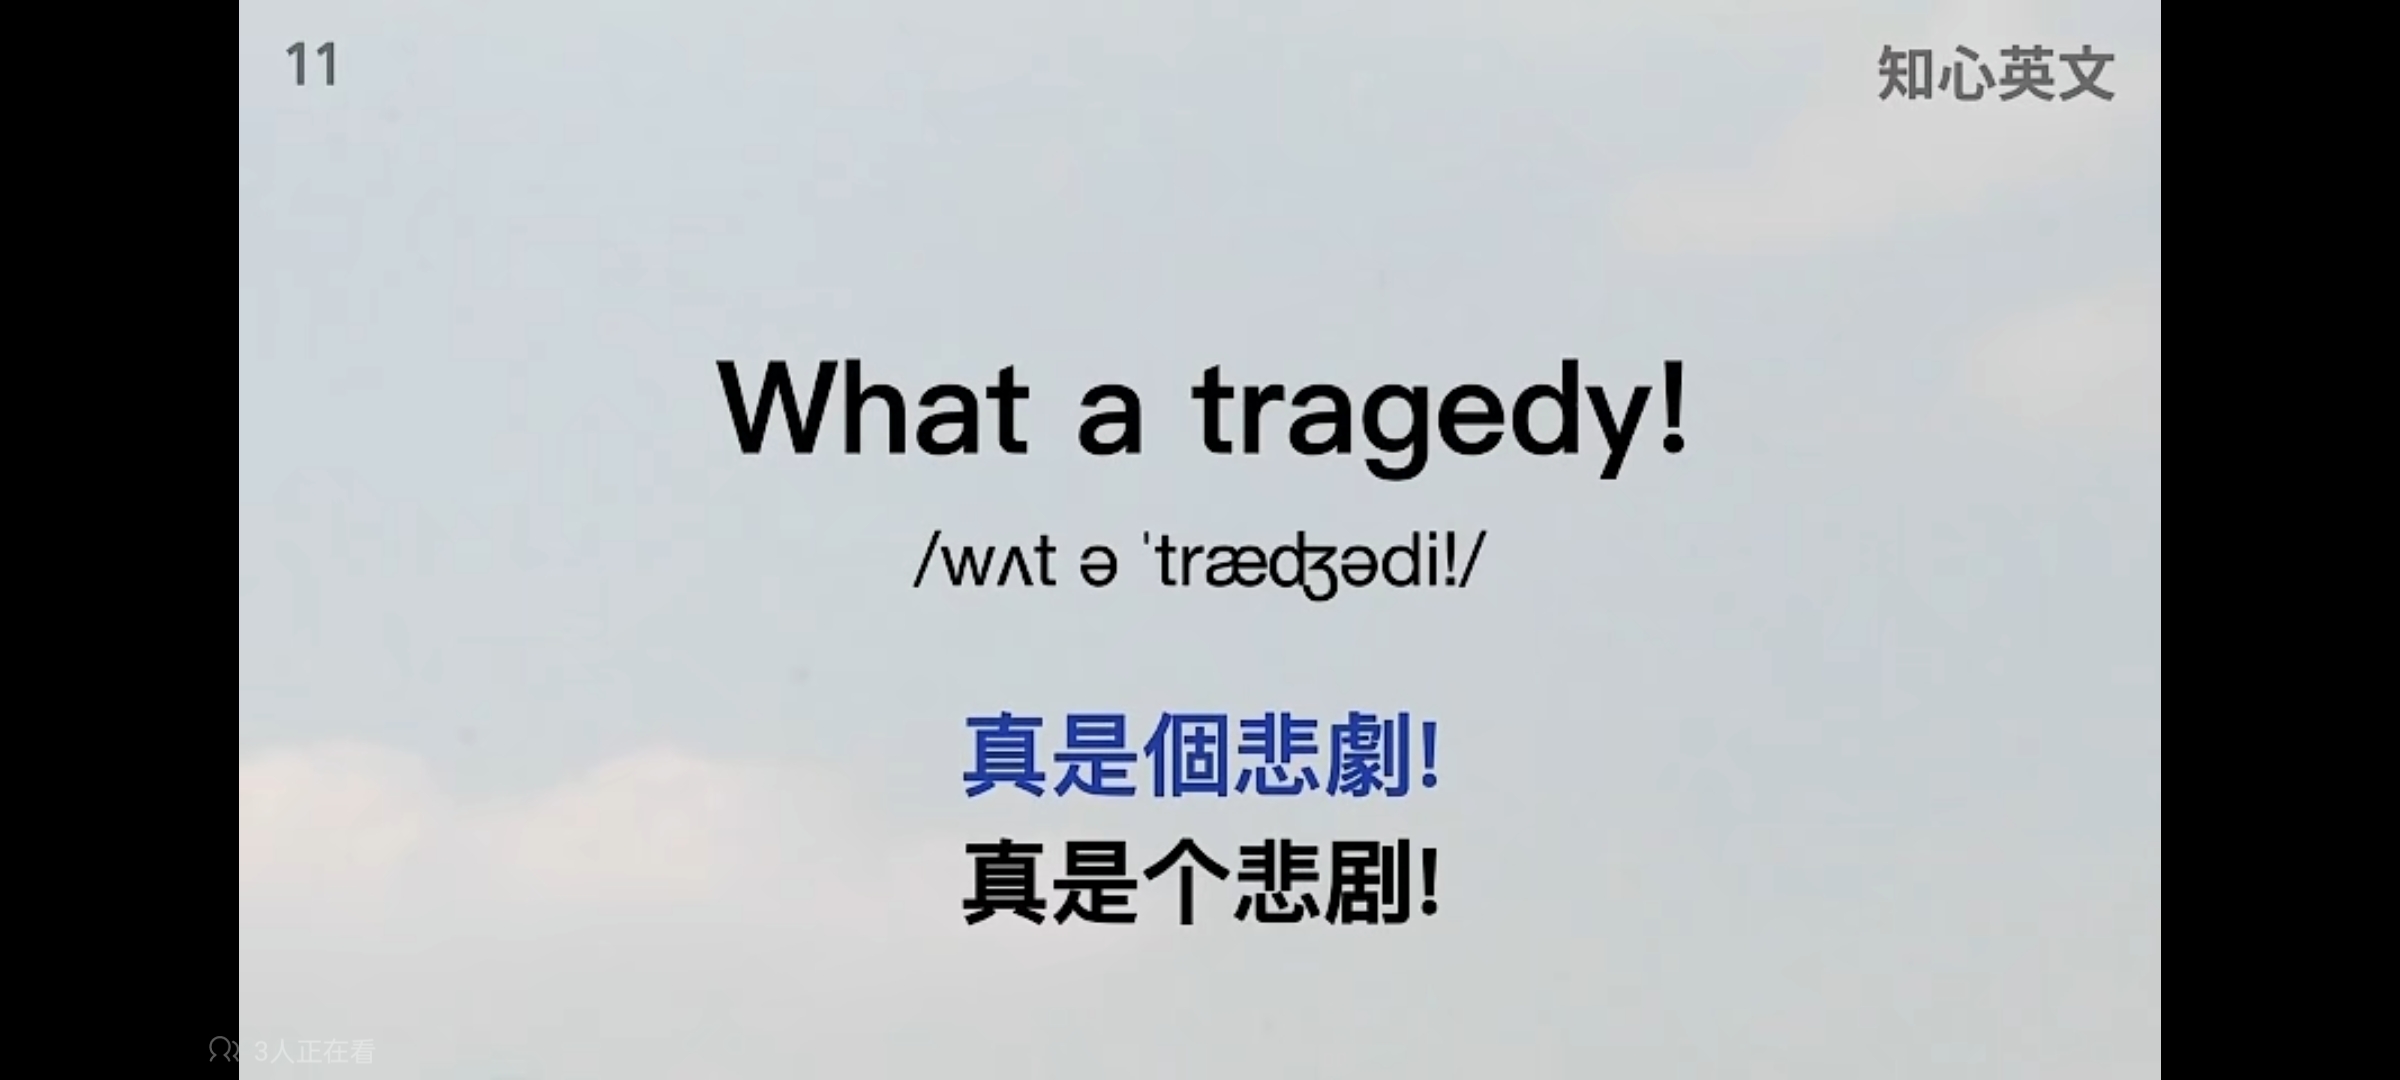 11
知心英文
What a tragedy!
/wʌt ə ˈtræʤədi!/
真是個悲劇!
真是个悲剧!
3人正在看